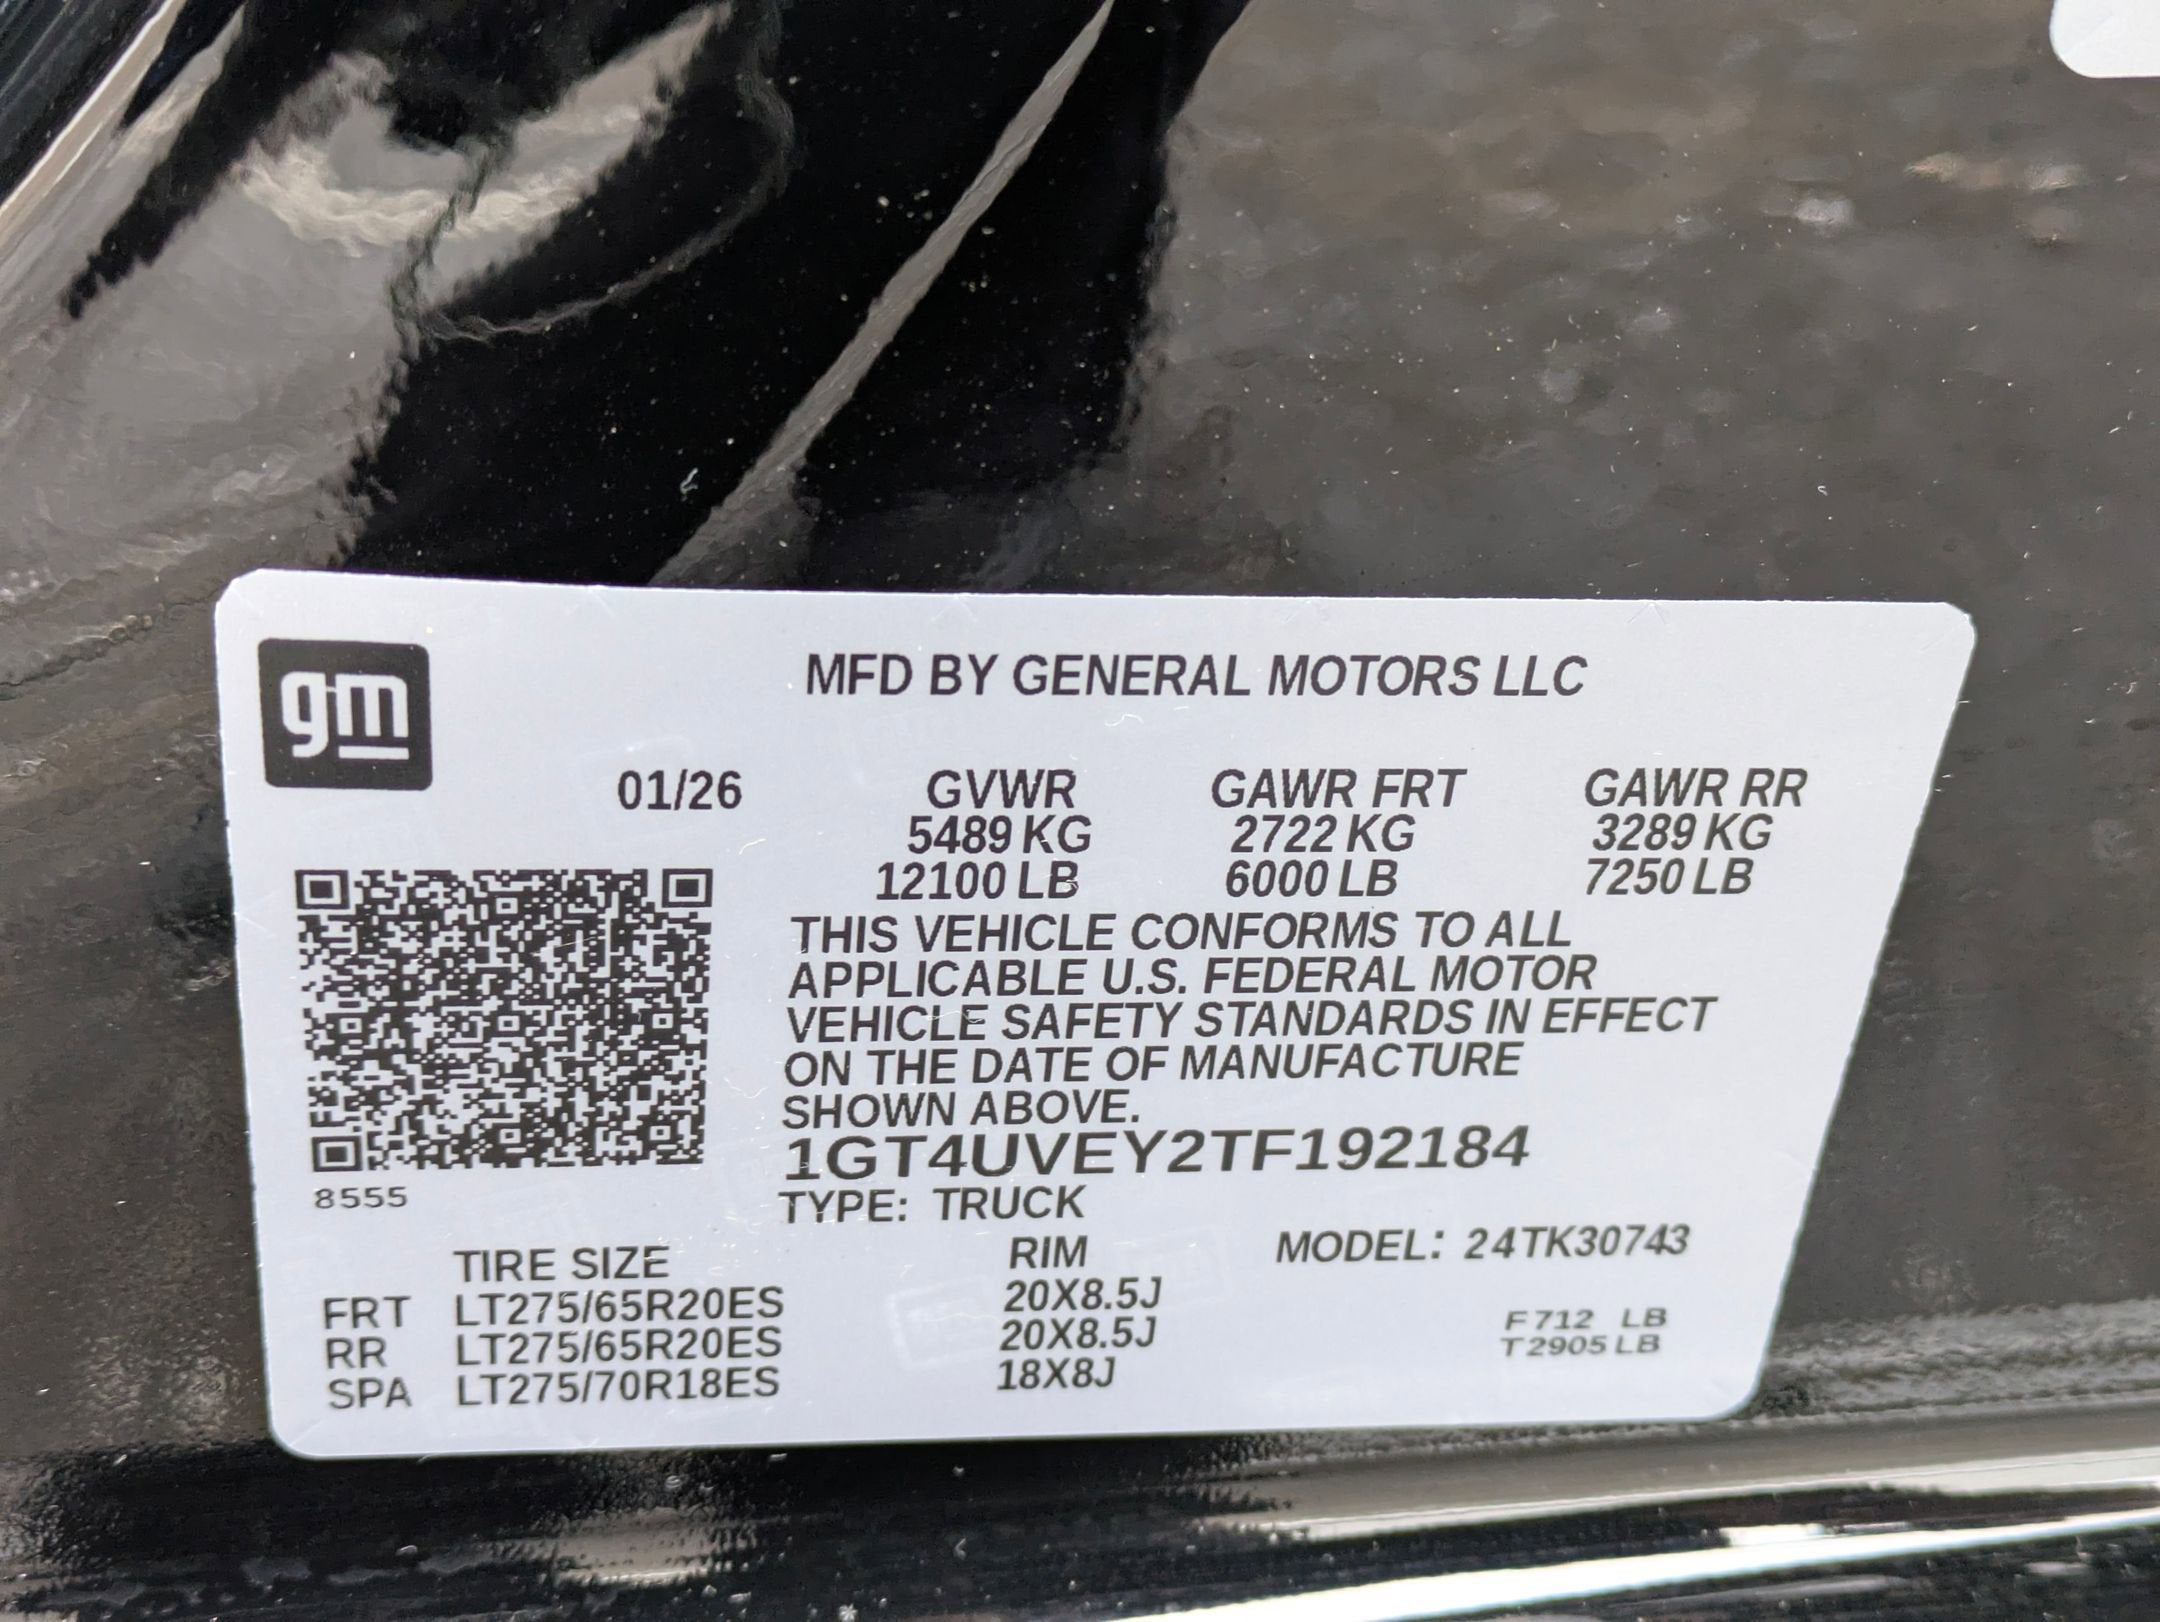 gm
MFD BY GENERAL MOTORS LLC
01/26 GVWR GAWR FRT GAWR RR
5489 KG 2722 KG 3289 KG
12100 LB 6000 LB 7250 LB
THIS VEHICLE CONFORMS TO ALL
APPLICABLE U.S. FEDERAL MOTOR
VEHICLE SAFETY STANDARDS IN EFFECT
ON THE DATE OF MANUFACTURE
SHOWN ABOVE.
1GT4UVEY2TF192184
8555
TYPE: TRUCK
TIRE SIZE RIM MODEL: 24TK30743
FRT LT275/65R20ES 20X8.5J
RR LT275/65R20ES 20X8.5J
SPA LT275/70R18ES 18X8J
F 712 LB
T 2905 LB